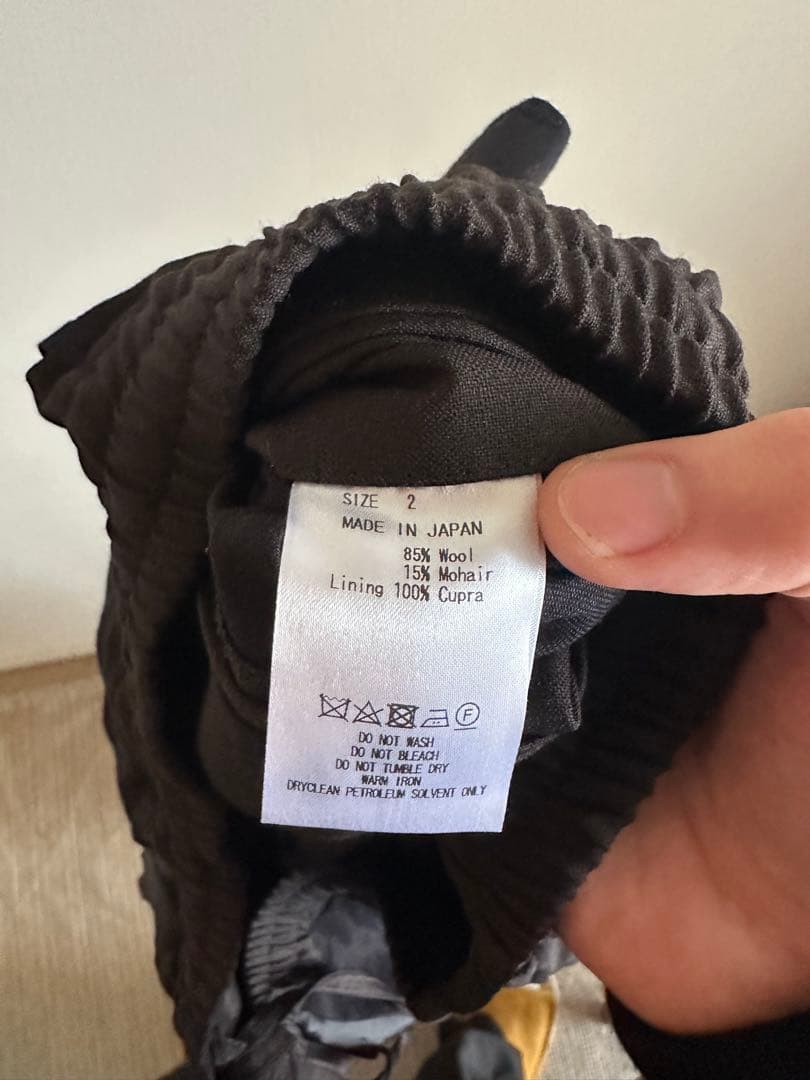 SIZE 2
MADE IN JAPAN
85% Wool
15% Mohair
Lining 100% Cupra
F
DO NOT WASH
DO NOT BLEACH
DO NOT TUMBLE DRY
WARM IRON
DRYCLEAN PETROLEUM SOLVENT ONLY